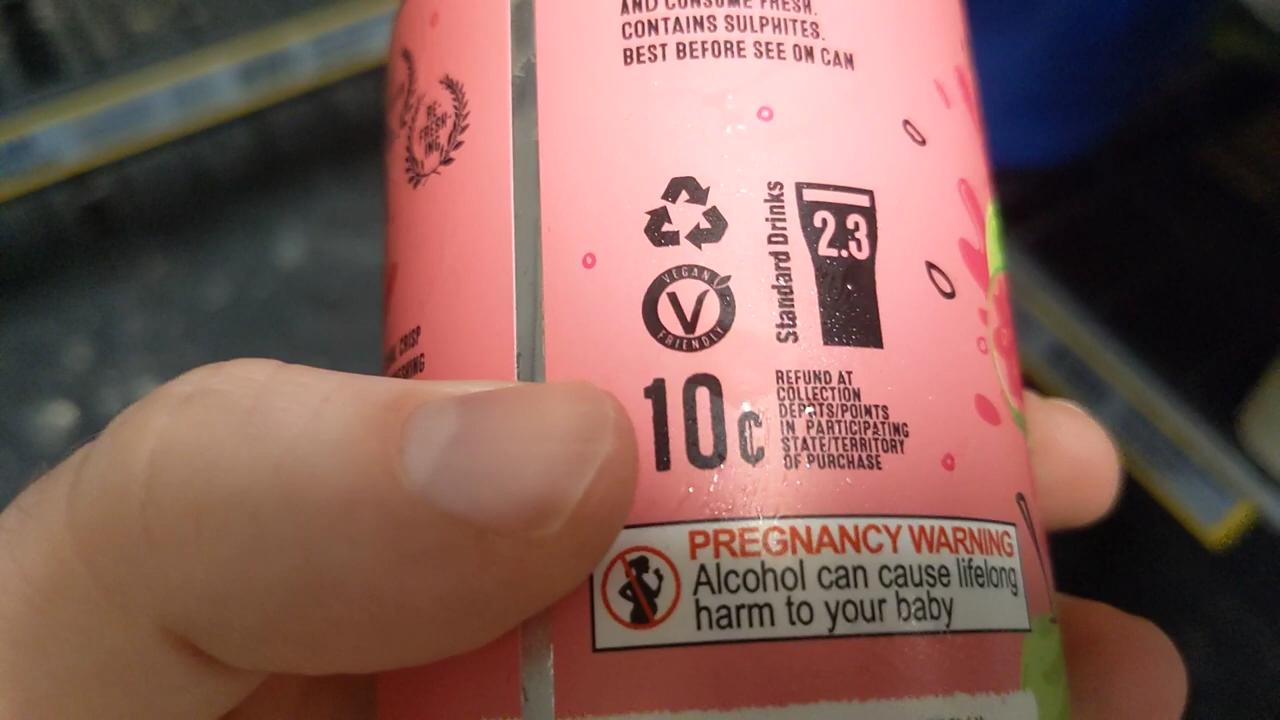 AND CONSUME FRESH.
CONTAINS SULPHITES.
BEST BEFORE SEE ON CAN
RE-
FRESH-
ING
Standard Drinks
2.3
VEGAN
V
FRIENDLY
CRISP
10¢
REFUND AT
COLLECTION
DEPOTS/POINTS
IN PARTICIPATING
STATE/TERRITORY
OF PURCHASE
PREGNANCY WARNING
Alcohol can cause lifelong
harm to your baby